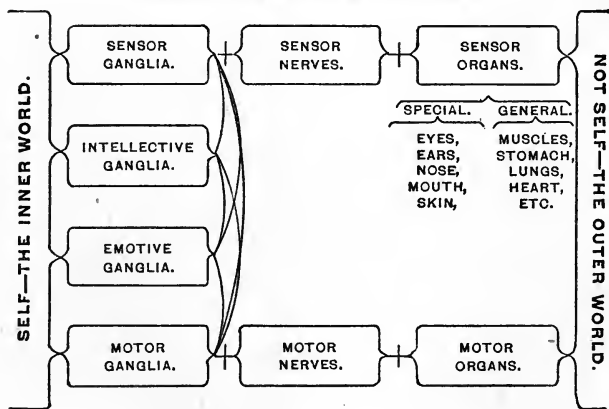 SELF—THE INNER WORLD.
SENSOR
GANGLIA.
SENSOR
NERVES.
SENSOR
ORGANS.
SPECIAL.
EYES,
EARS,
NOSE,
MOUTH,
SKIN,
GENERAL.
MUSCLES,
STOMACH,
LUNGS,
HEART,
ETC.
INTELLECTIVE
GANGLIA.
EMOTIVE
GANGLIA.
MOTOR
GANGLIA.
MOTOR
NERVES.
MOTOR
ORGANS.
NOT SELF—THE OUTER WORLD.